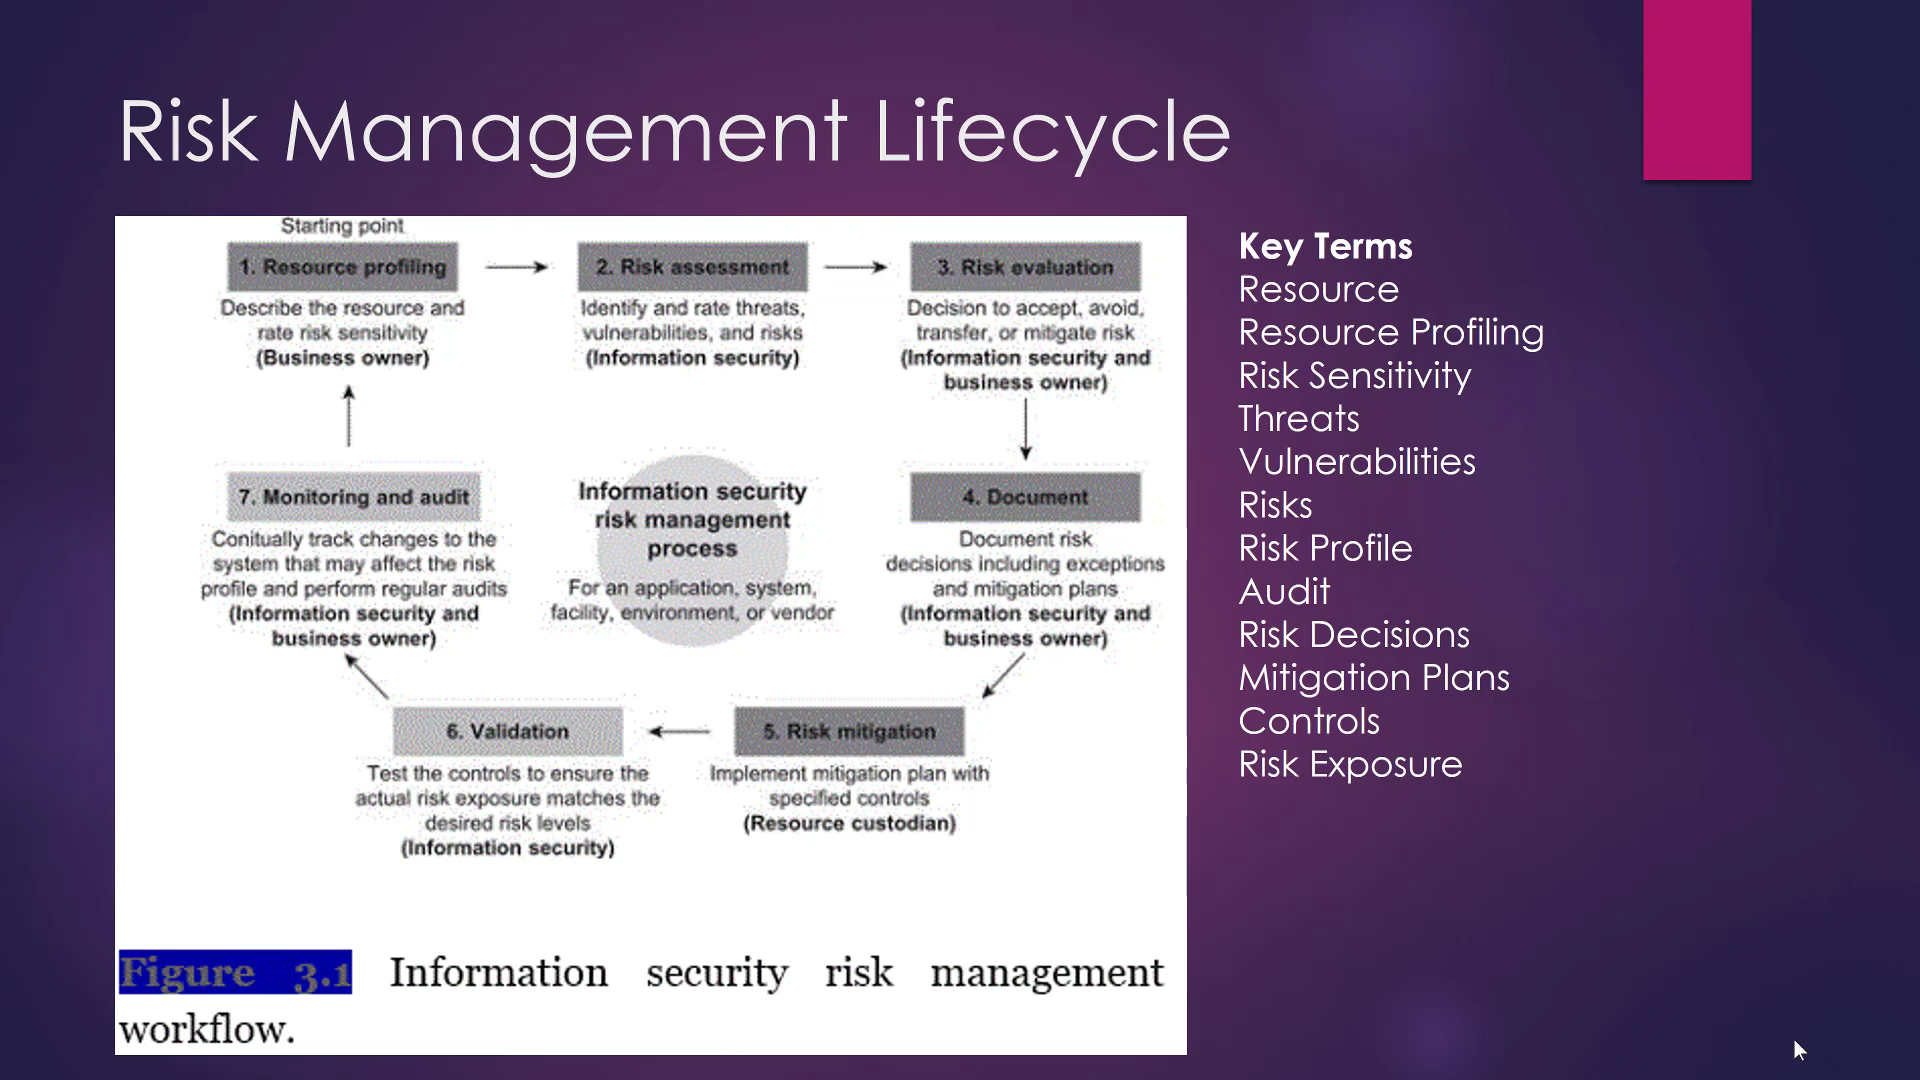 Risk Management Lifecycle
Starting point
1. Resource profiling
Describe the resource and
rate risk sensitivity
(Business owner)
2. Risk assessment
Identify and rate threats,
vulnerabilities, and risks
(Information security)
3. Risk evaluation
Decision to accept, avoid,
transfer, or mitigate risk
(Information security and
business owner)
4. Document
Document risk
decisions including exceptions
and mitigation plans
(Information security and
business owner)
5. Risk mitigation
Implement mitigation plan with
specified controls
(Resource custodian)
6. Validation
Test the controls to ensure the
actual risk exposure matches the
desired risk levels
(Information security)
7. Monitoring and audit
Conitually track changes to the
system that may affect the risk
profile and perform regular audits
(Information security and
business owner)
Information security
risk management
process
For an application, system,
facility, environment, or vendor
Figure 3.1 Information security risk management
workflow.
Key Terms
Resource
Resource Profiling
Risk Sensitivity
Threats
Vulnerabilities
Risks
Risk Profile
Audit
Risk Decisions
Mitigation Plans
Controls
Risk Exposure